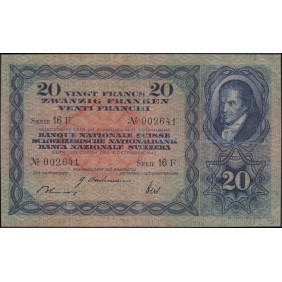 20 VINGT FRANCS 20
ZWANZIG FRANKEN
VENTI FRANCHI
SERIE 16 F № 002641
BANQUE NATIONALE SUISSE
SCHWEIZERISCHE NATIONALBANK
BANCA NAZIONALE SVIZZERA
№ 002641 SERIE 16 F
20